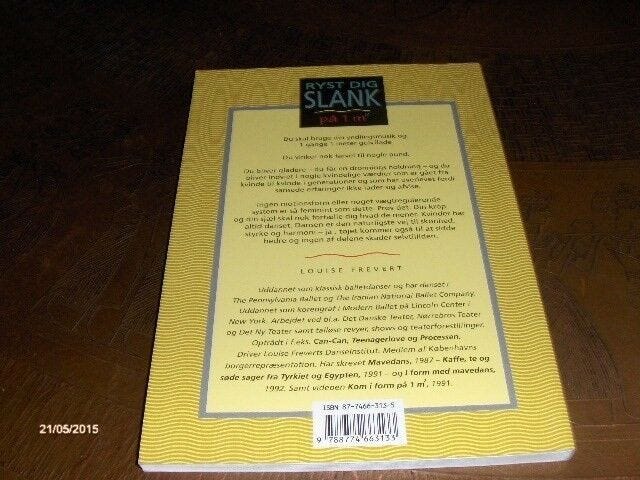 RYST DIG
SLANK
på 1 m²
Du skal bruge din yndlingsmusik og
1 gange 1 meter gulvflade.
Du vinker nok farvel til nogle pund.
Du bliver gladere – du får en dronnings holdning – og du
bliver indviet i nogle kvindelige værdier som er gået fra
kvinde til kvinde i generationer og som har overlevet fordi
sansede erfaringer ikke lader sig afvise.
Ingen motionsform eller noget vægtregulerende
system er så feminint som dette. Prøv det. Din krop
og din sjæl skal nok fortælle dig hvad de mener. Kvinder har
altid danset. Dansen er den naturligste vej til skønhed,
styrke og harmoni – ja, tøjet kommer også til at sidde
bedre og ingen af delene skader selvtilliden.
LOUISE FREVERT
Uddannet som klassisk balletdanser og har danset i
The Pennsylvania Ballet og The Iranian National Ballet Company.
Uddannet som koreograf i Modern Ballet på Lincoln Center i
New York. Arbejdet ved bl.a. Det Danske Teater, Nørrebros Teater
og Det Ny Teater samt talløse revyer, shows og teaterforestillinger.
Optrådt i f.eks. Can-Can, Teenagerlove og Processen.
Driver Louise Freverts Danseinstitut. Medlem af Københavns
borgerrepræsentation. Har skrevet Mavedans, 1987 – Kaffe, te og
søde sager fra Tyrkiet og Egypten, 1991 – og I form med mavedans,
1992. Samt videoen Kom i form på 1 m², 1991.
ISBN 87-7466-313-5
9 788774 663133
21/05/2015